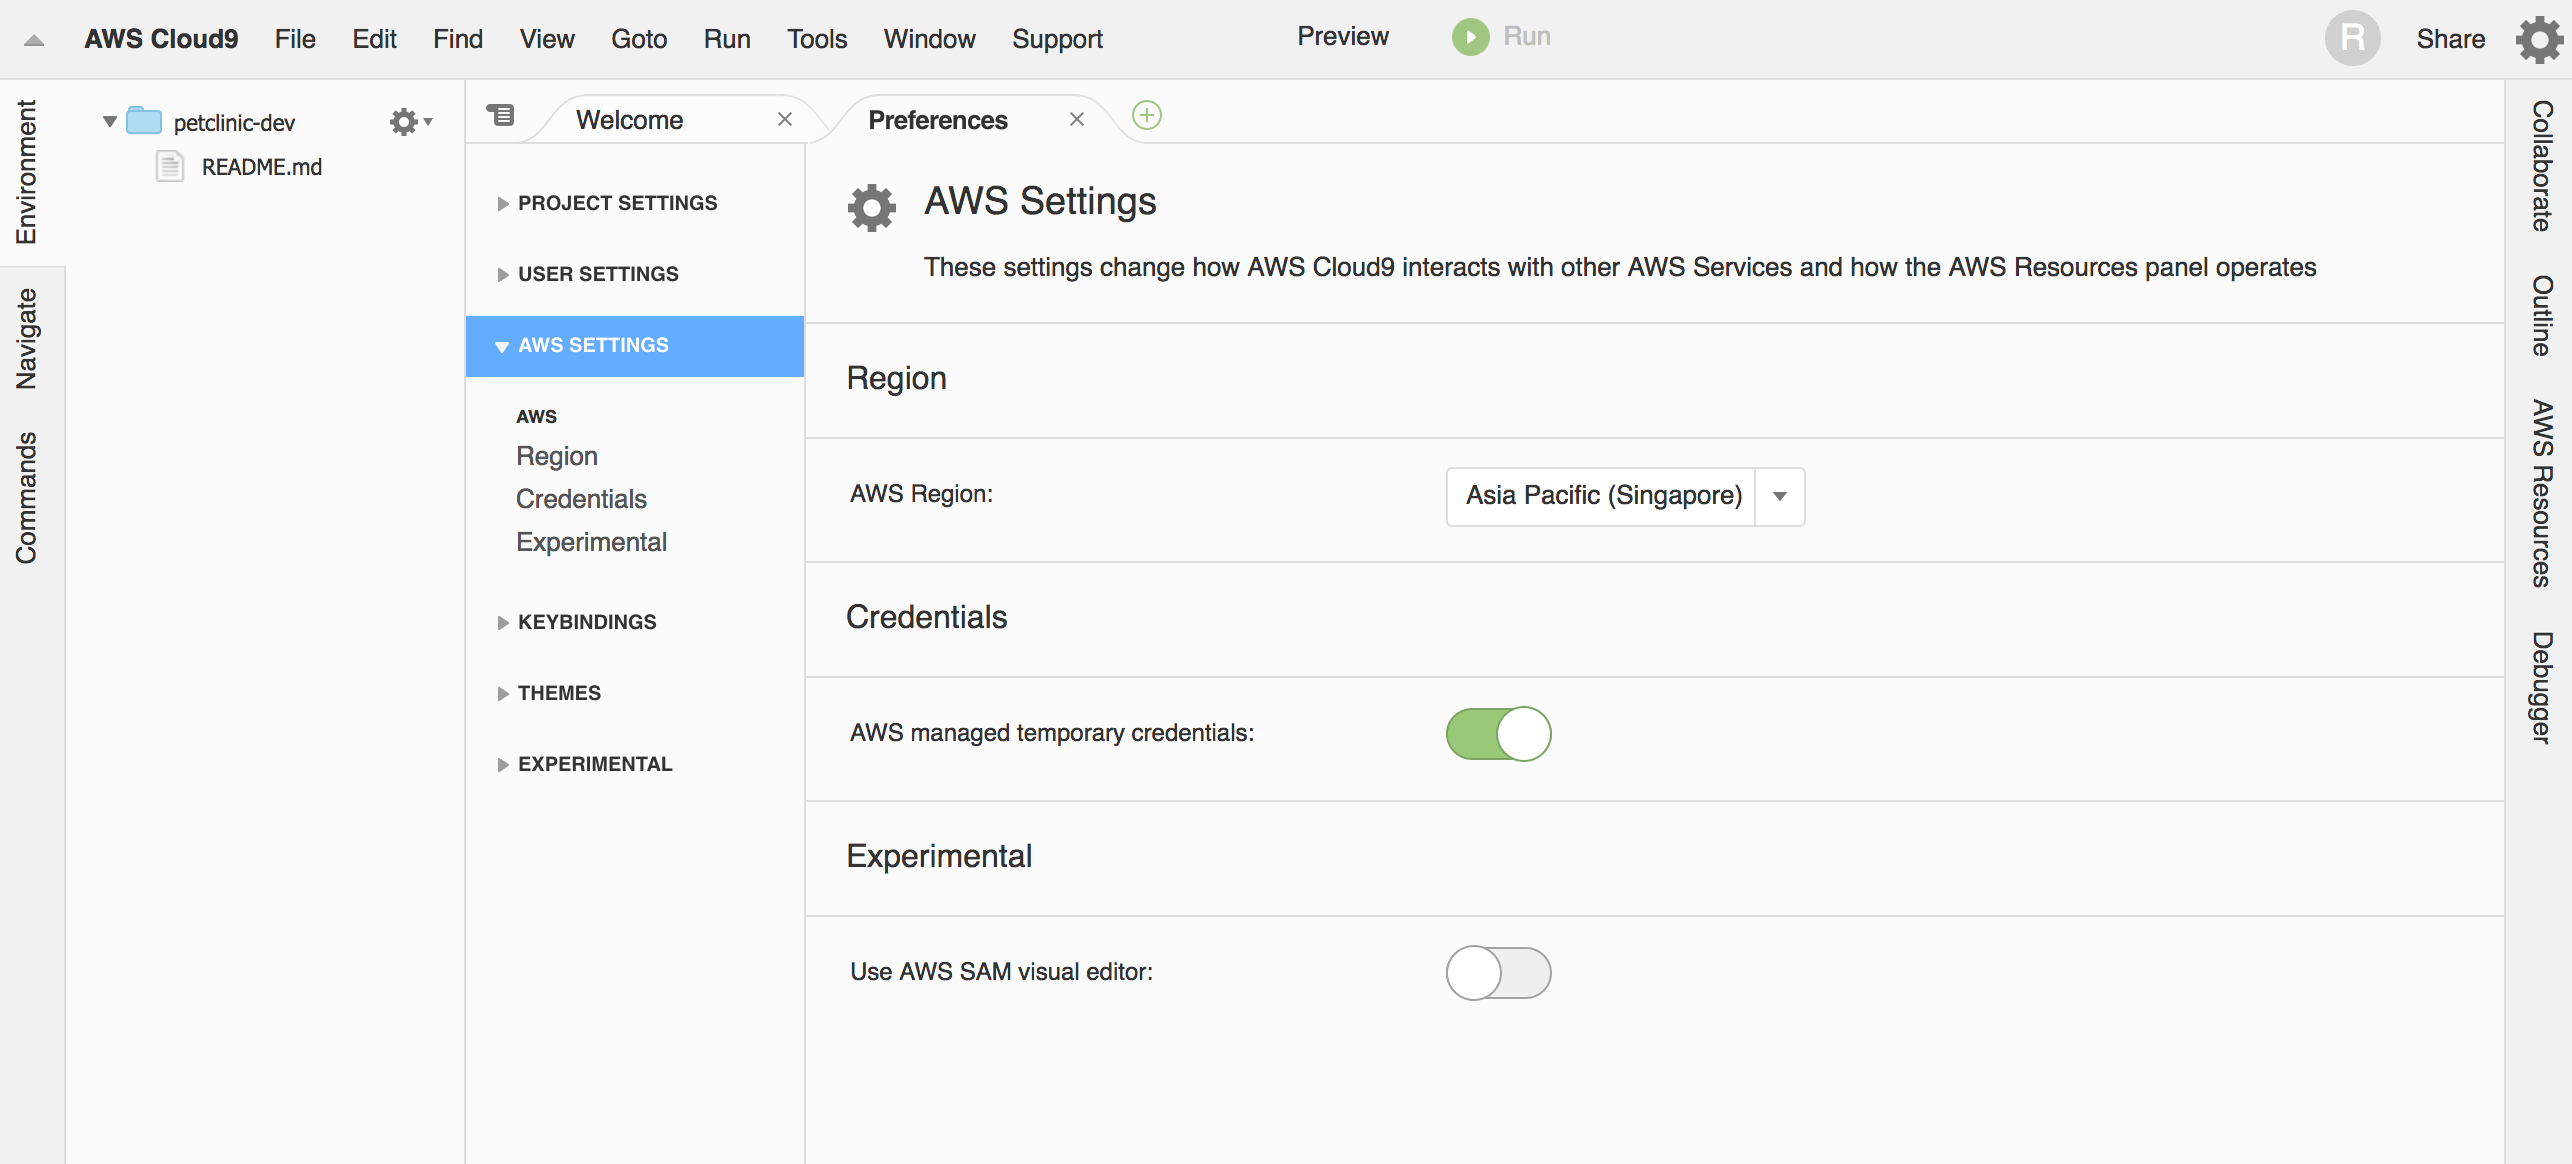 AWS Cloud9 File Edit Find View Goto Run Tools Window Support Preview Run R Share
Environment
Navigate
Commands
petclinic-dev
README.md
Welcome Preferences
PROJECT SETTINGS
USER SETTINGS
AWS SETTINGS
AWS
Region
Credentials
Experimental
KEYBINDINGS
THEMES
EXPERIMENTAL
AWS Settings
These settings change how AWS Cloud9 interacts with other AWS Services and how the AWS Resources panel operates
Region
AWS Region: Asia Pacific (Singapore)
Credentials
AWS managed temporary credentials:
Experimental
Use AWS SAM visual editor:
Collaborate
Outline
AWS Resources
Debugger